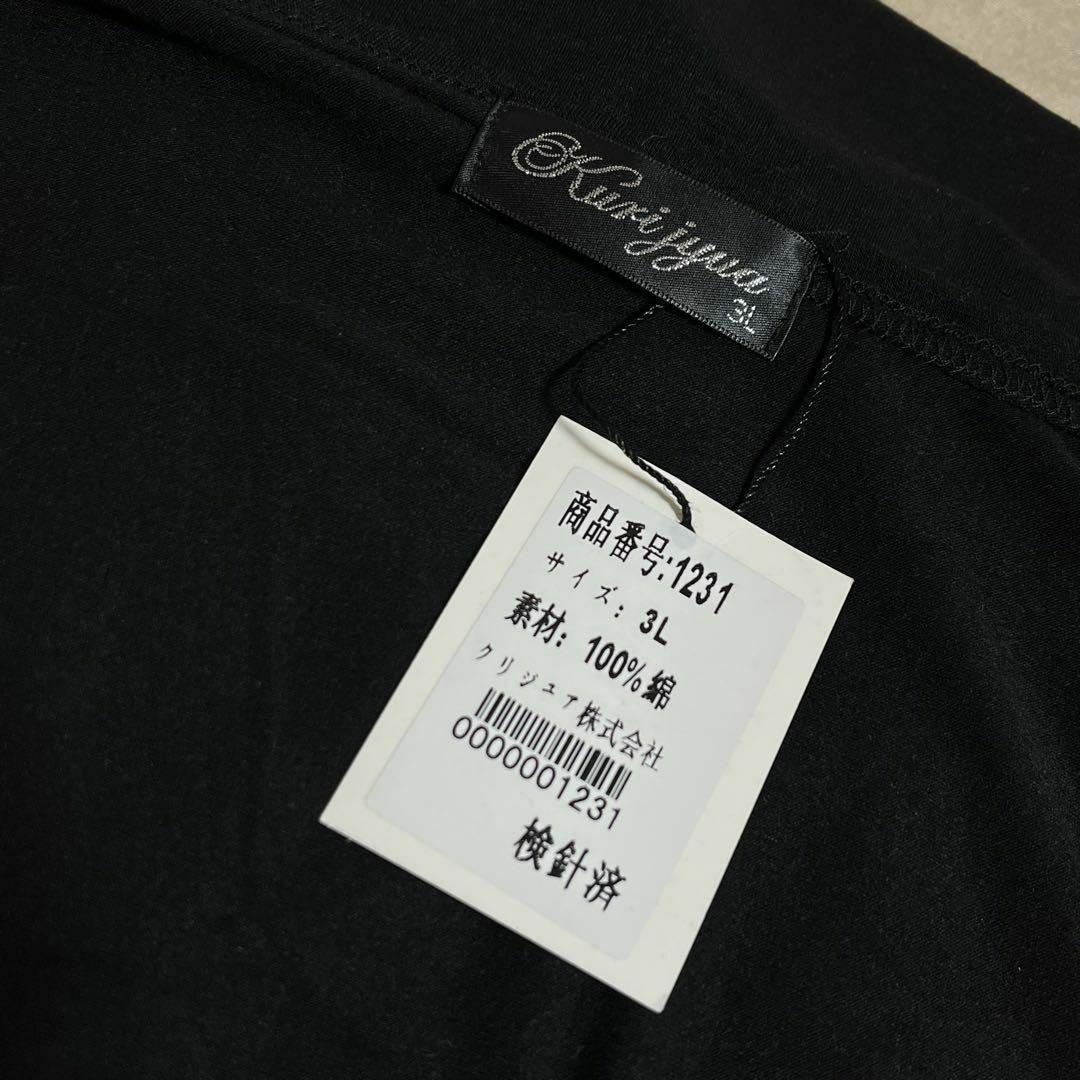 Kurijyua
3L
商品番号:1231
サイズ: 3L
素材: 100%綿
クリジュア株式会社
0000001231
検針済